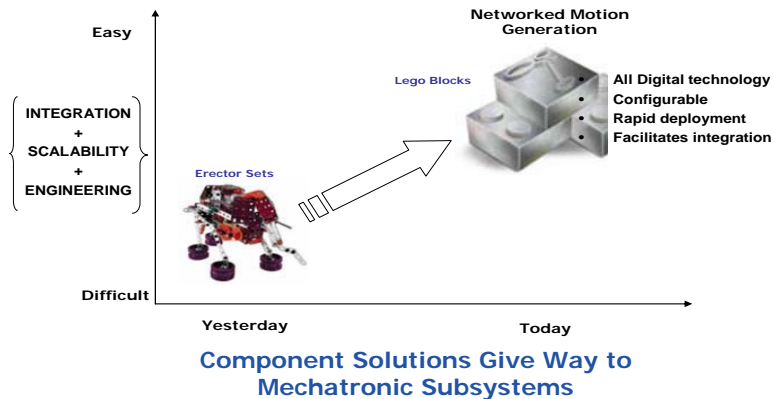 Networked Motion
Generation
Easy
Lego Blocks
• All Digital technology
• Configurable
• Rapid deployment
• Facilitates integration
INTEGRATION
+
SCALABILITY
+
ENGINEERING
Erector Sets
Difficult
Yesterday
Today
Component Solutions Give Way to
Mechatronic Subsystems